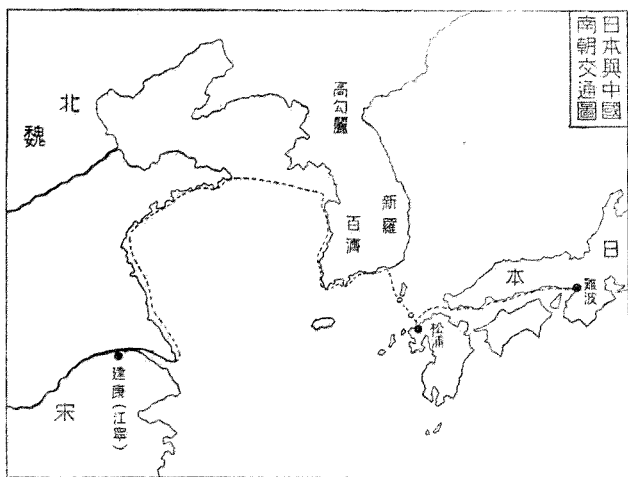 日本與中國
南朝交通圖
北
魏
高勾麗
新羅
百濟
日
本
難波
松浦
建康(江寧)
宋